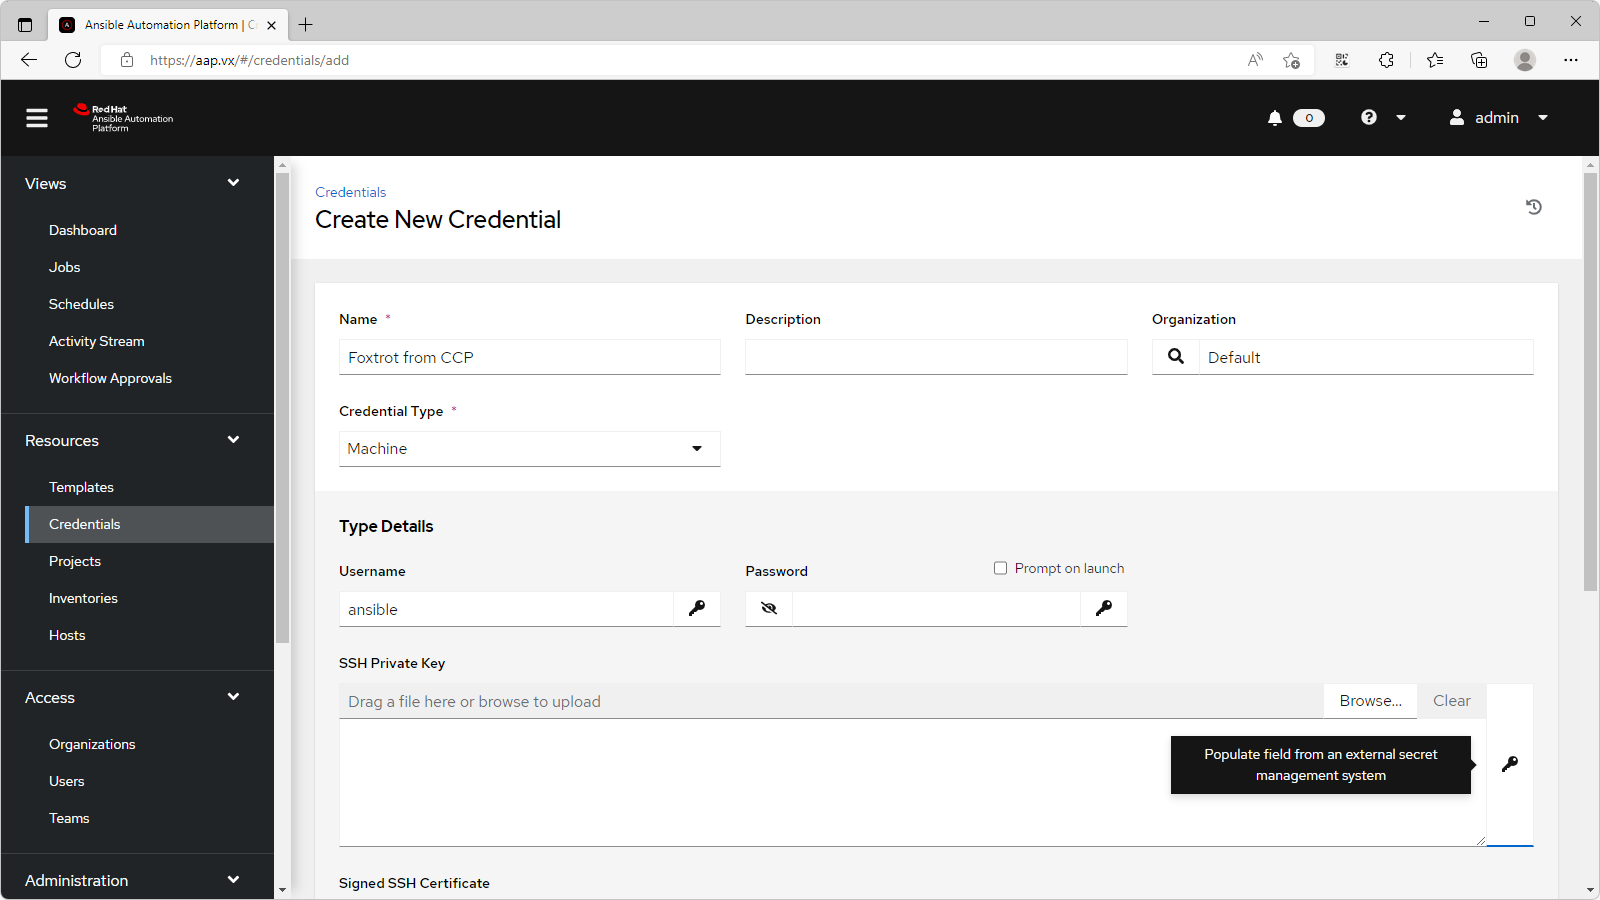 Ansible Automation Platform | C
https://aap.vx/#/credentials/add
Red Hat
Ansible Automation
Platform
0
admin
Views
Dashboard
Jobs
Schedules
Activity Stream
Workflow Approvals
Resources
Templates
Credentials
Projects
Inventories
Hosts
Access
Organizations
Users
Teams
Administration
Credentials
Create New Credential
Name *
Description
Organization
Foxtrot from CCP
Default
Credential Type *
Machine
Type Details
Username
Password
Prompt on launch
ansible
SSH Private Key
Drag a file here or browse to upload
Browse...
Clear
Populate field from an external secret
management system
Signed SSH Certificate